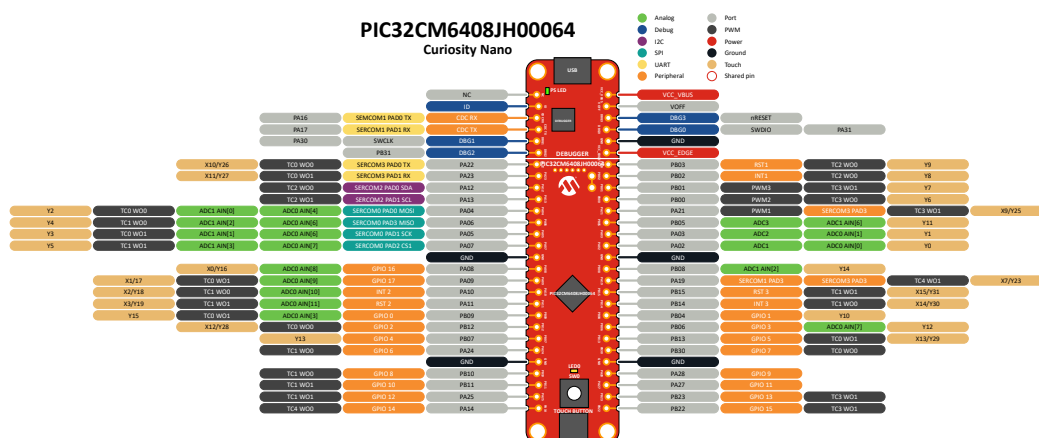 PIC32CM6408JH00064
Curiosity Nano
Analog Port
Debug PWM
I2C Power
SPI Ground
UART Touch
Peripheral Shared pin
USB
PS LED
DEBUGGER
DEBUGGER
PIC32CM6408JH00064
PIC32CM6408JH00064
LED0
SW0
TOUCH BUTTON
NC
ID
PA16 SEMCOM1 PAD0 TX CDC RX
PA17 SERCOM1 PAD1 RX CDC TX
PA30 SWCLK DBG1
PB31 DBG2
X10/Y26 TC0 WO0 SERCOM3 PAD0 TX PA22
X11/Y27 TC0 WO1 SERCOM3 PAD1 RX PA23
TC2 WO0 SERCOM2 PAD0 SDA PA12
TC2 WO1 SERCOM2 PAD1 SCL PA13
Y2 TC0 WO0 ADC1 AIN[0] ADC0 AIN[4] SERCOM0 PAD0 MOSI PA04
Y4 TC1 WO0 ADC1 AIN[2] ADC0 AIN[6] SERCOM0 PAD3 MISO PA06
Y3 TC0 WO1 ADC1 AIN[1] ADC0 AIN[6] SERCOM0 PAD1 SCK PA05
Y5 TC1 WO1 ADC1 AIN[3] ADC0 AIN[7] SERCOM0 PAD2 CS1 PA07
GND
X0/Y16 ADC0 AIN[8] GPIO 16 PA08
X1/17 TC0 WO1 ADC0 AIN[9] GPIO 17 PA09
X2/Y18 TC1 WO0 ADC0 AIN[10] INT 2 PA10
X3/Y19 TC1 WO1 ADC0 AIN[11] RST 2 PA11
Y15 TC0 WO1 ADC0 AIN[3] GPIO 0 PB09
X12/Y28 TC0 WO0 GPIO 2 PB12
Y13 GPIO 4 PB07
TC1 WO0 GPIO 6 PA24
GND
TC1 WO0 GPIO 8 PB10
TC1 WO1 GPIO 10 PB11
TC1 WO1 GPIO 12 PA25
TC4 WO0 GPIO 14 PA14
VCC_VBUS
VOFF
DBG3 nRESET
DBG0 SWDIO PA31
GND
VCC_EDGE
PB03 RST1 TC2 WO0 Y9
PB02 INT1 TC2 WO0 Y8
PB01 PWM3 TC3 WO1 Y7
PB00 PWM2 TC3 WO0 Y6
PA21 PWM1 SERCOM3 PAD3 TC3 WO1 X9/Y25
PB05 ADC3 ADC1 AIN[6] Y11
PA03 ADC2 ADC0 AIN[1] Y1
PA02 ADC1 ADC0 AIN[0] Y0
GND
PB08 ADC1 AIN[2] Y14
PA19 SERCOM1 PAD3 SERCOM3 PAD3 TC4 WO1 X7/Y23
PB15 RST 3 TC1 WO1 X15/Y31
PB14 INT 3 TC1 WO0 X14/Y30
PB04 GPIO 1 Y10
PB06 GPIO 3 ADC0 AIN[7] Y12
PB13 GPIO 5 TC0 WO1 X13/Y29
PB30 GPIO 7 TC0 WO0
GND
PA28 GPIO 9
PA27 GPIO 11
PB23 GPIO 13 TC3 WO1
PB22 GPIO 15 TC3 WO1